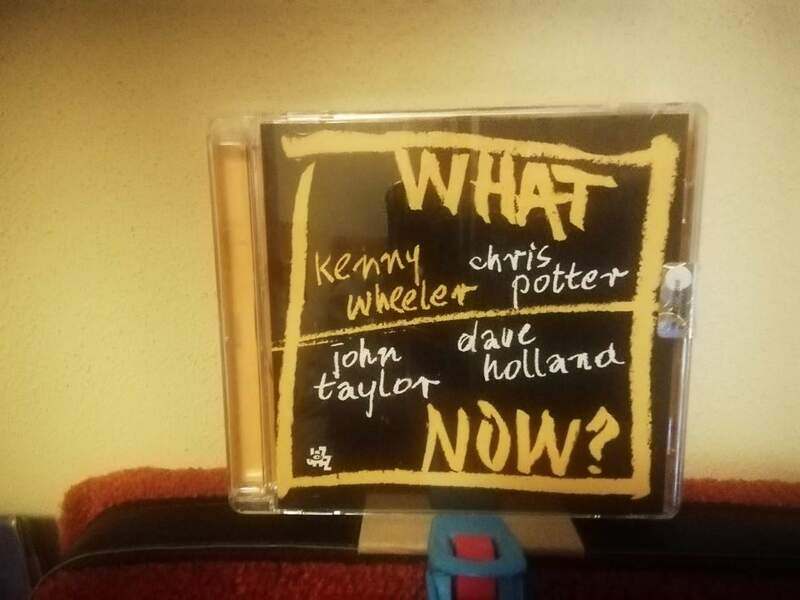 WHAT
kenny
wheeler
chris
potter
john
taylor
dave
holland
NOW?